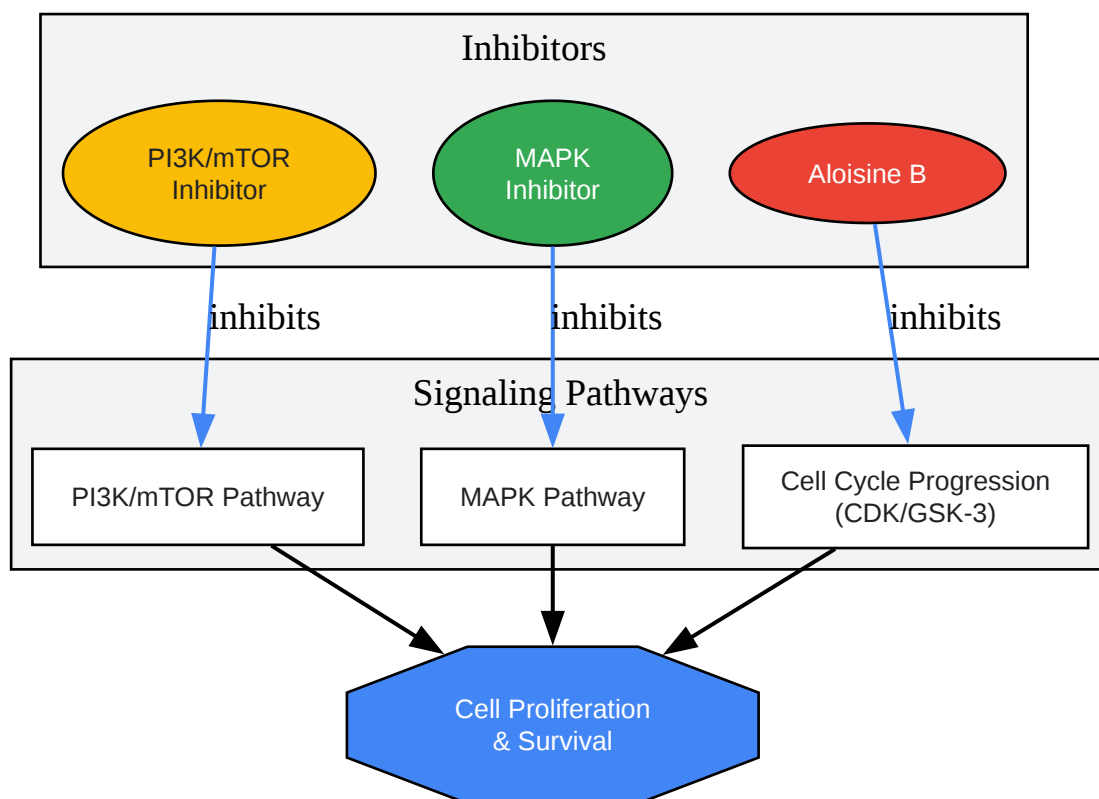 Inhibitors
PI3K/mTOR
Inhibitor
MAPK
Inhibitor
Aloisine B
inhibits
inhibits
inhibits
Signaling Pathways
PI3K/mTOR Pathway
MAPK Pathway
Cell Cycle Progression
(CDK/GSK-3)
Cell Proliferation
& Survival